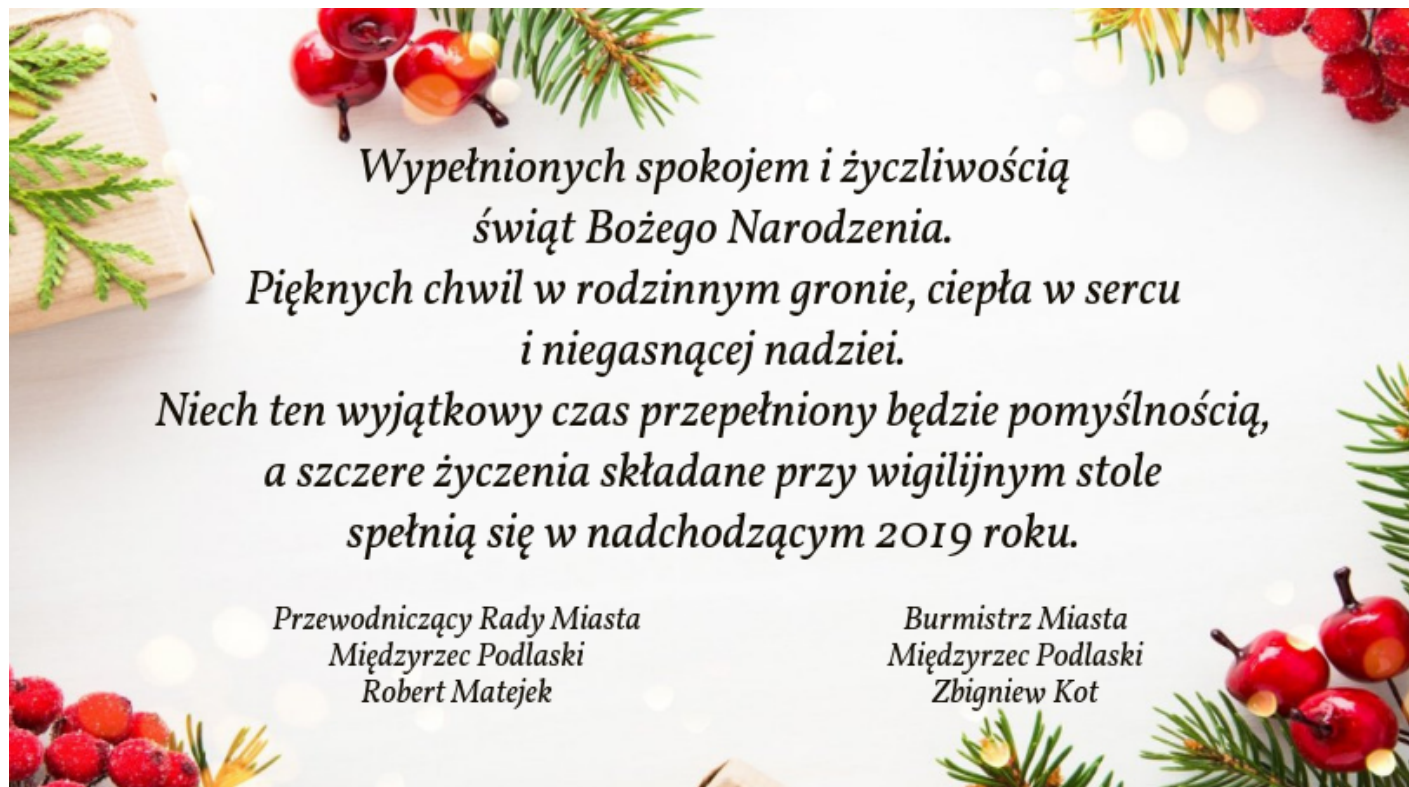 Wypełnionych spokojem i życzliwością
świąt Bożego Narodzenia.
Pięknych chwil w rodzinnym gronie, ciepła w sercu
i niegasnącej nadziei.
Niech ten wyjątkowy czas przepełniony będzie pomyślnością,
a szczere życzenia składane przy wigilijnym stole
spełnią się w nadchodzącym 2019 roku.
Przewodniczący Rady Miasta
Międzyrzec Podlaski
Robert Matejek
Burmistrz Miasta
Międzyrzec Podlaski
Zbigniew Kot